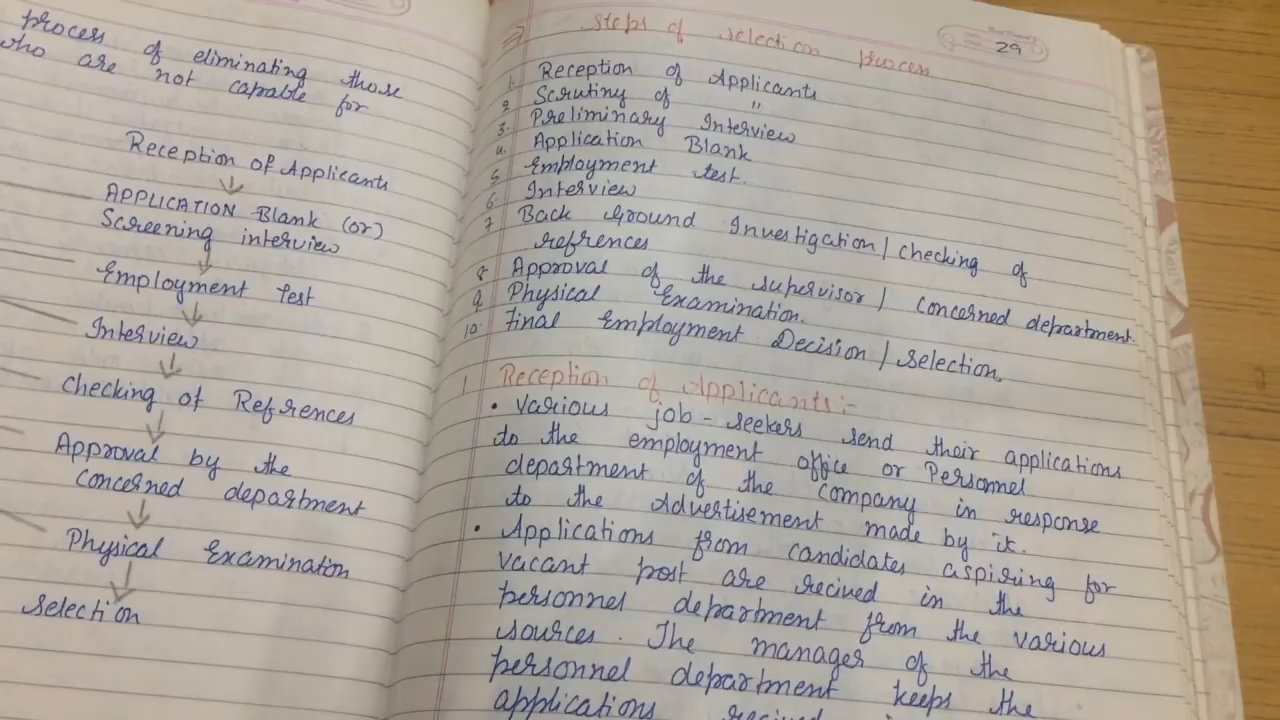 process of eliminating those
who are not capable for
Reception of Applicants
APPLICATION Blank (or)
Screening interview
Employment Test
Interview
Checking of Refrences
Approval by the
concerned department
Physical Examination
Selection
Steps of selection process
29
1. Reception of Applicants
2. Scrutiny of "
3. Preliminary Interview
4. Application Blank
5. Employment test.
6. Interview
7 Back Ground Investigation / checking of
refrences
8. Approval of the supervisor / concerned department.
9. Physical Examination.
10. Final Employment Decision / selection.
1 Reception of Applicants:-
• Various job-seekers send their applications
to the employment office or Personnel
department of the company in response
to the Advertisement made by it.
• Applications from candidates aspiring for
vacant post are recived in the
personnel department from the various
sources. The manager of the
personnel department keeps the
applications recived